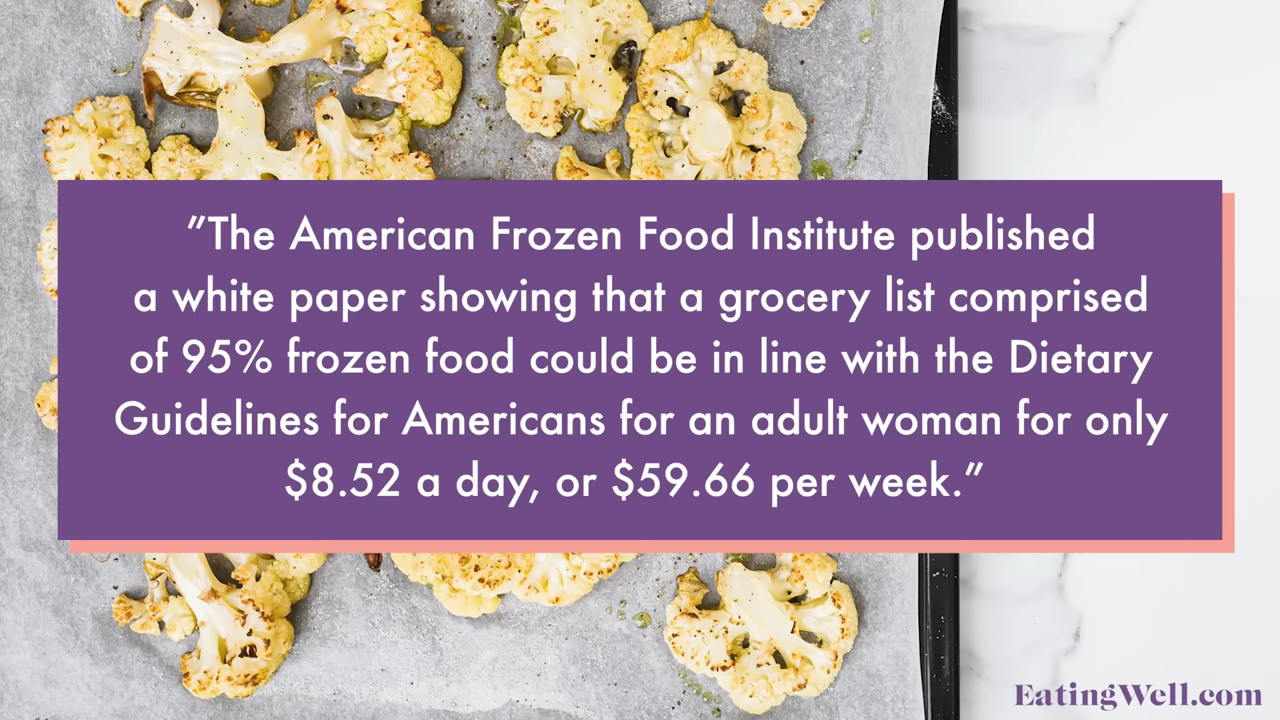 "The American Frozen Food Institute published
a white paper showing that a grocery list comprised
of 95% frozen food could be in line with the Dietary
Guidelines for Americans for an adult woman for only
$8.52 a day, or $59.66 per week."
EatingWell.com